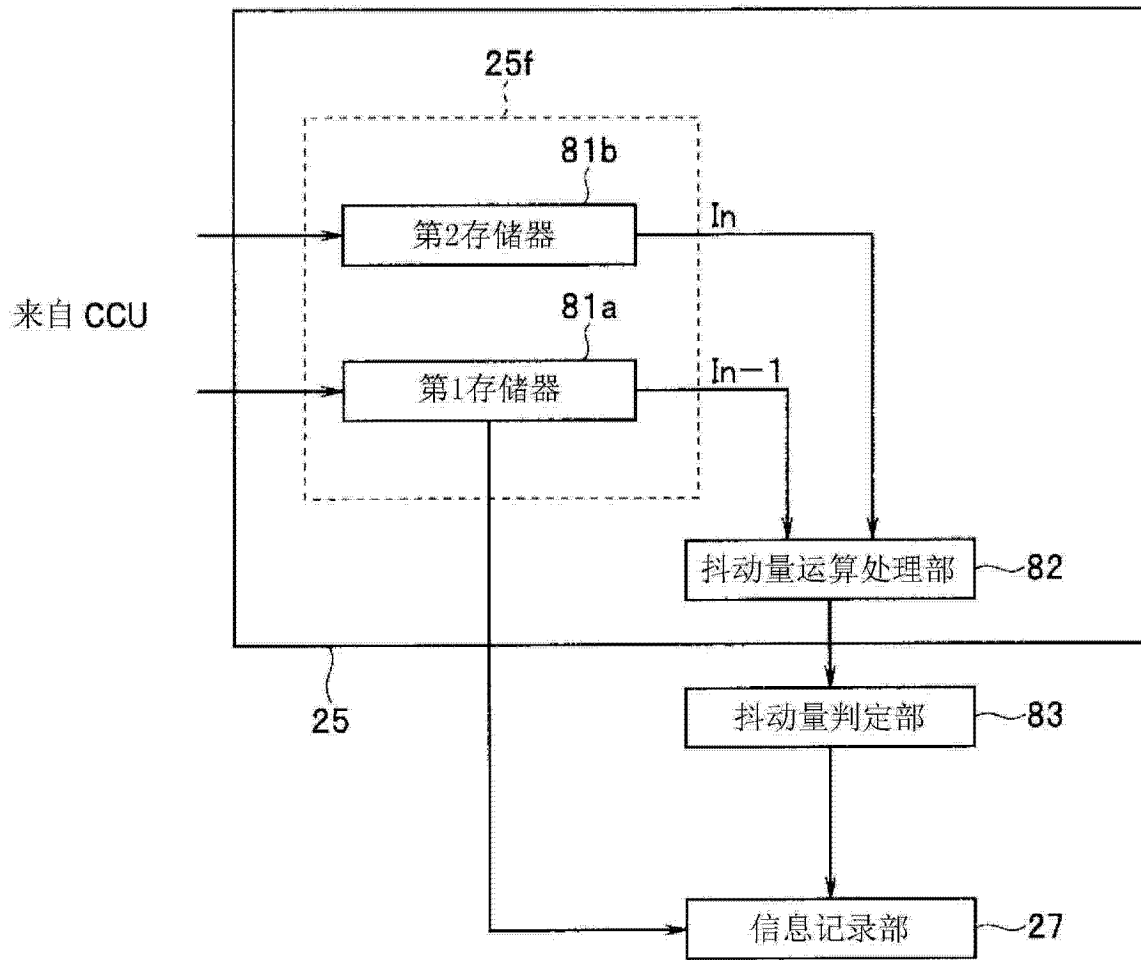 25f
81b
第2存储器
In
来自 CCU
81a
第1存储器
In-1
抖动量运算处理部
82
25
抖动量判定部
83
信息记录部
27